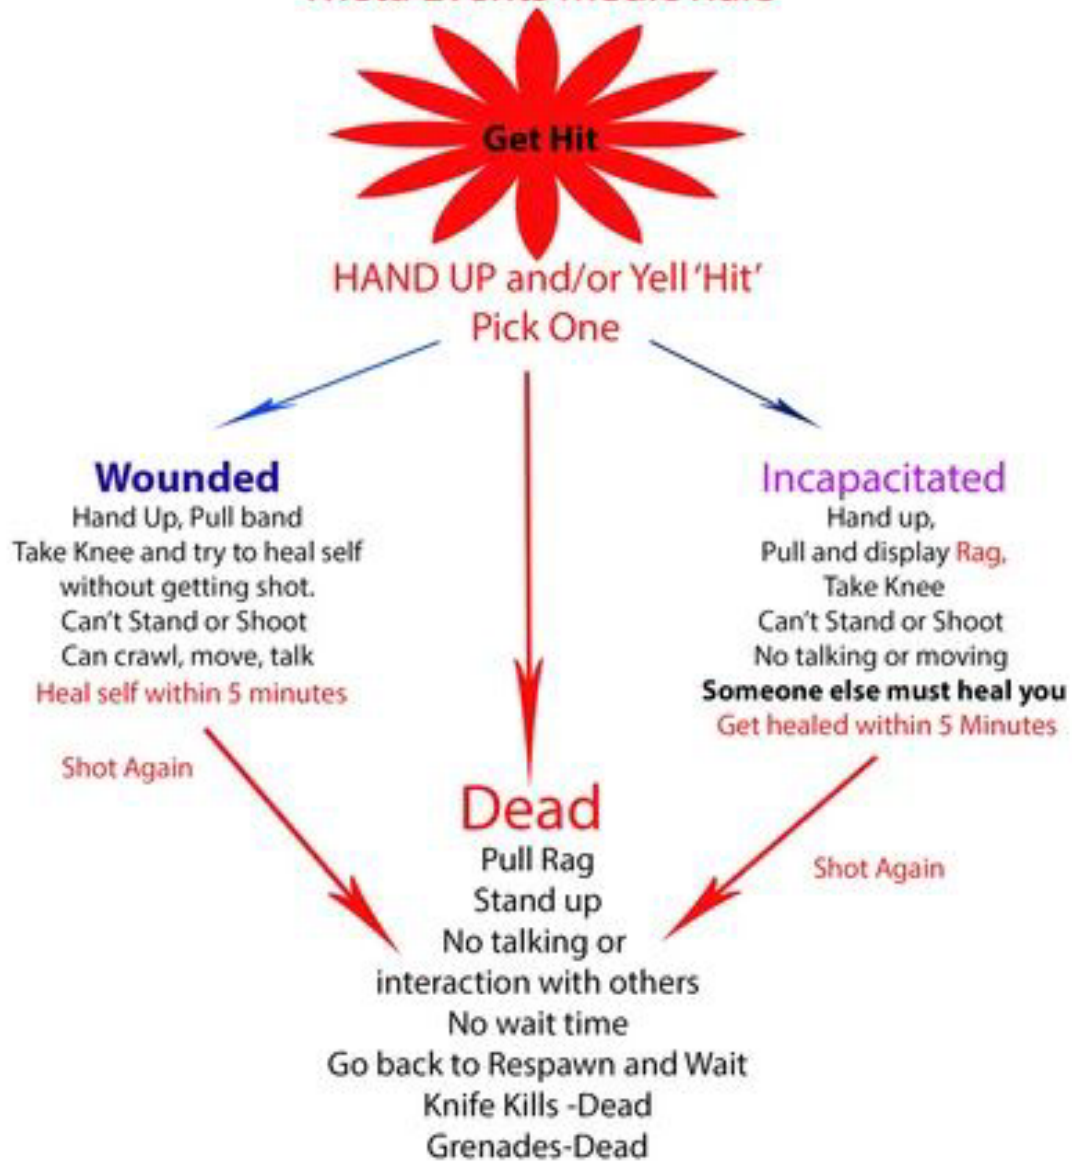 Get Hit
HAND UP and/or Yell 'Hit'
Pick One
Wounded
Hand Up, Pull band
Take Knee and try to heal self
without getting shot.
Can't Stand or Shoot
Can crawl, move, talk
Heal self within 5 minutes
Shot Again
Incapacitated
Hand up,
Pull and display Rag,
Take Knee
Can't Stand or Shoot
No talking or moving
Someone else must heal you
Get healed within 5 Minutes
Shot Again
Dead
Pull Rag
Stand up
No talking or
interaction with others
No wait time
Go back to Respawn and Wait
Knife Kills -Dead
Grenades-Dead